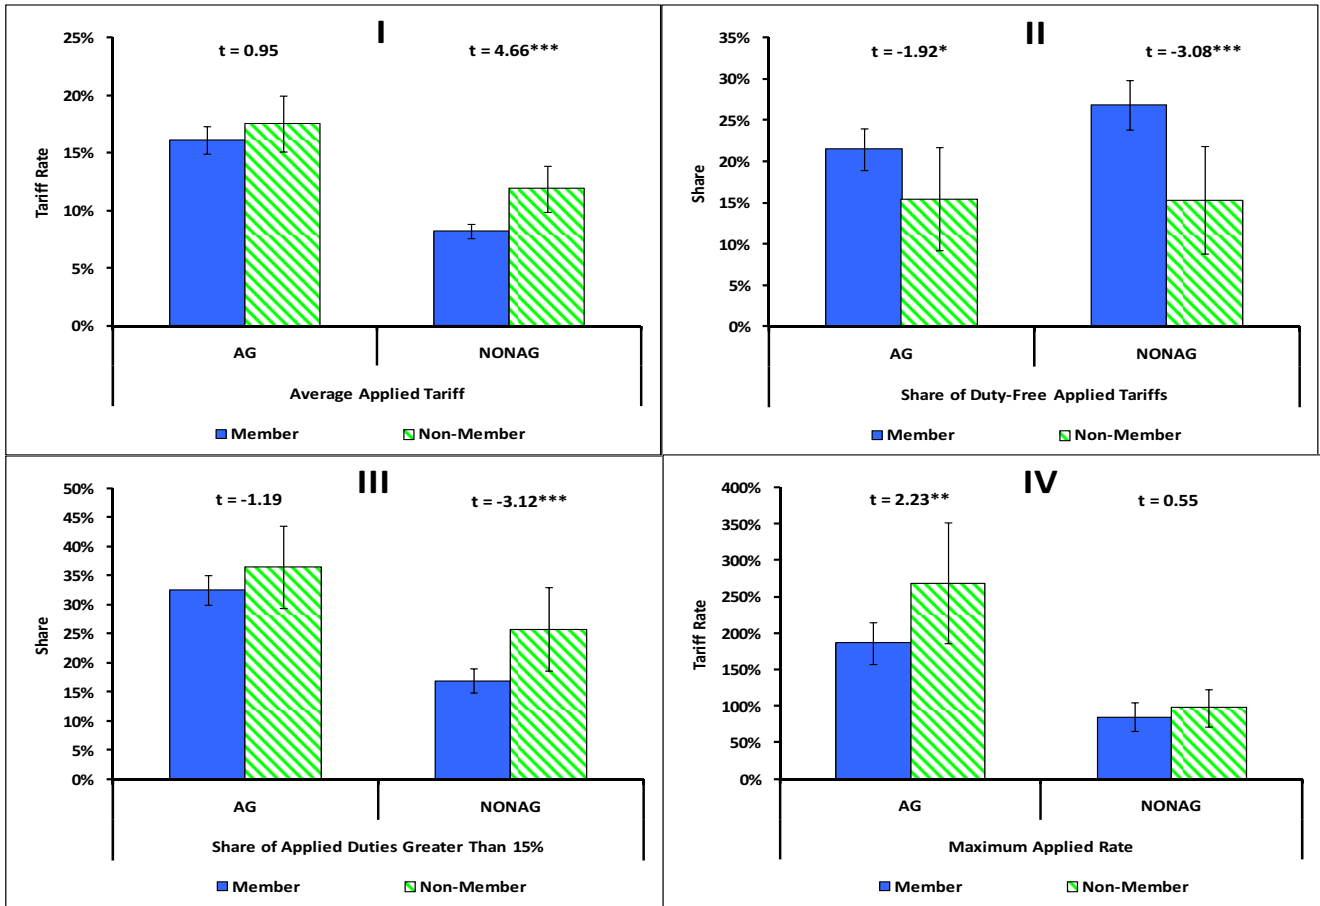 I
t = 0.95 t = 4.66***
25%
20%
15%
10%
5%
0%
Tariff Rate
AG NONAG
Average Applied Tariff
Member Non-Member
II
t = -1.92* t = -3.08***
35%
30%
25%
20%
15%
10%
5%
0%
Share
AG NONAG
Share of Duty-Free Applied Tariffs
Member Non-Member
III
t = -1.19 t = -3.12***
50%
45%
40%
35%
30%
25%
20%
15%
10%
5%
0%
Share
AG NONAG
Share of Applied Duties Greater Than 15%
Member Non-Member
IV
t = 2.23** t = 0.55
400%
350%
300%
250%
200%
150%
100%
50%
0%
Tariff Rate
AG NONAG
Maximum Applied Rate
Member Non-Member